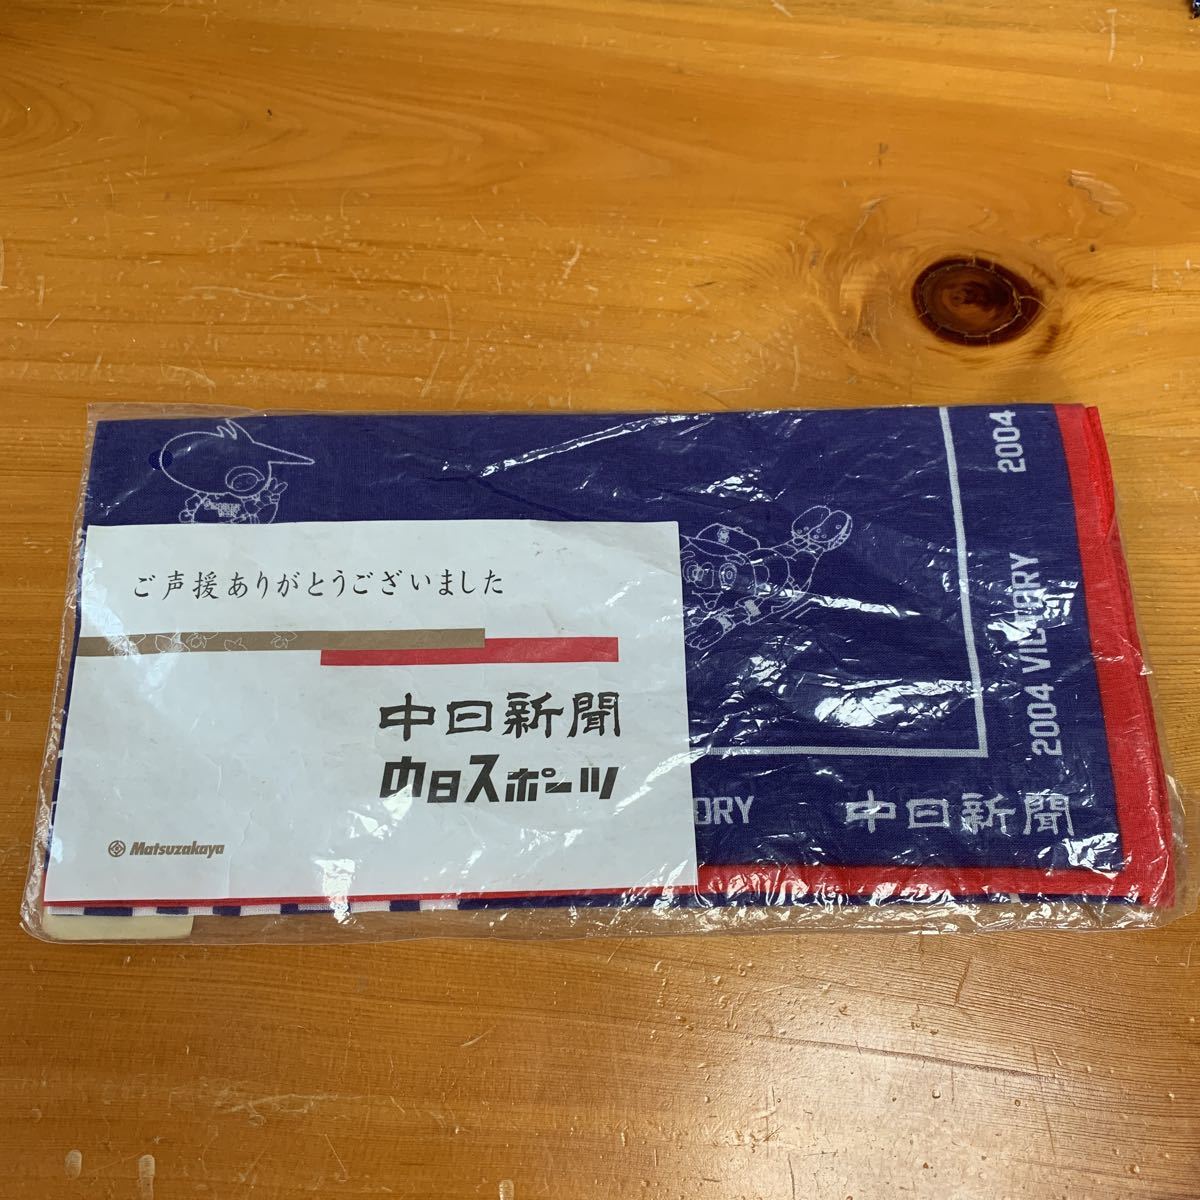 ご声援ありがとうございました
中日新聞
中日スポーツ
Matsuzakaya
2004
2004 VICTORY
ORY
中日新聞